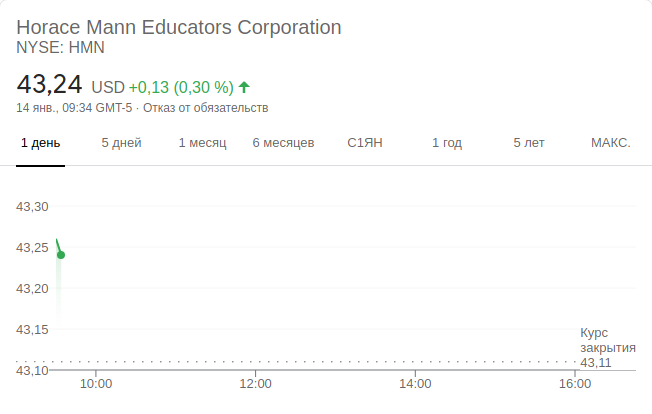 Horace Mann Educators Corporation
NYSE: HMN
43,24 USD +0,13 (0,30 %)
14 янв., 09:34 GMT-5 · Отказ от обязательств
1 день 5 дней 1 месяц 6 месяцев С1ЯН 1 год 5 лет МАКС.
43,30
43,25
43,20
43,15
Курс
закрытия
43,11
43,10
10:00 12:00 14:00 16:00